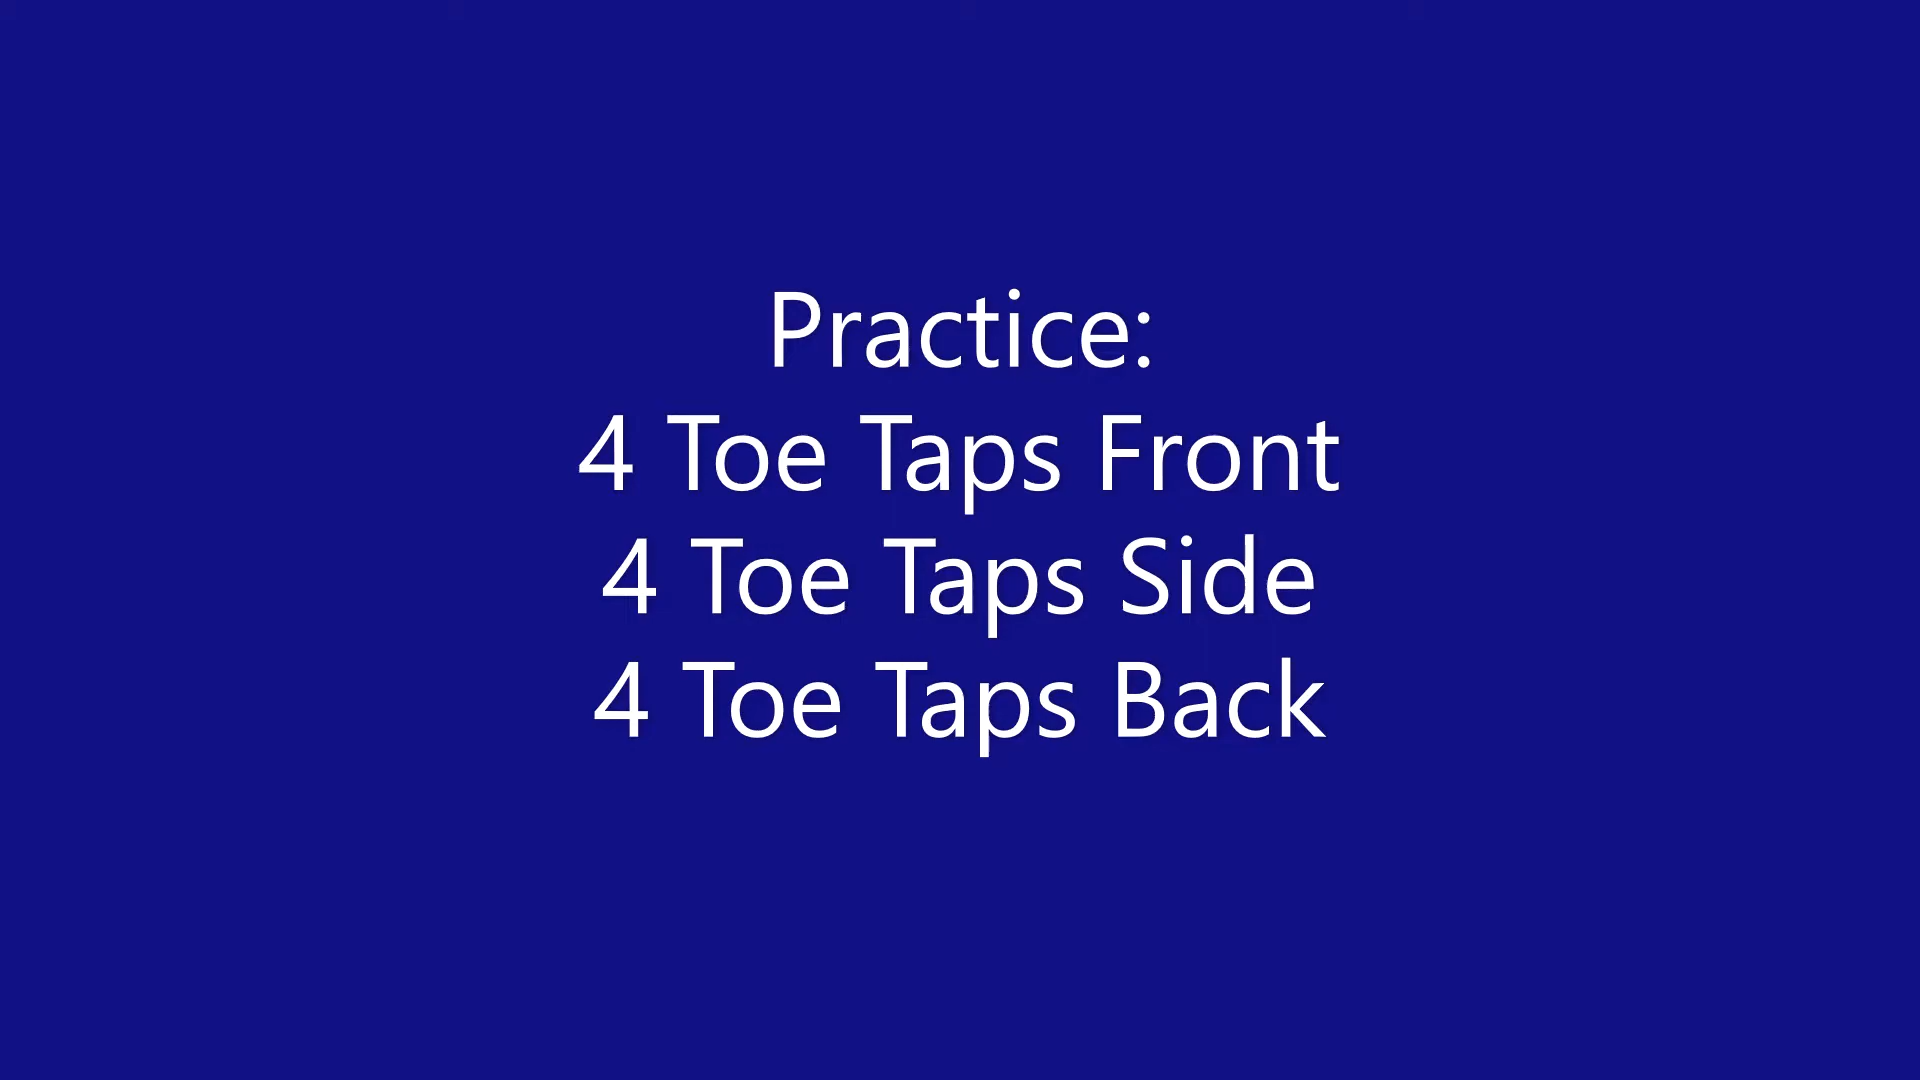 Practice:
4 Toe Taps Front
4 Toe Taps Side
4 Toe Taps Back